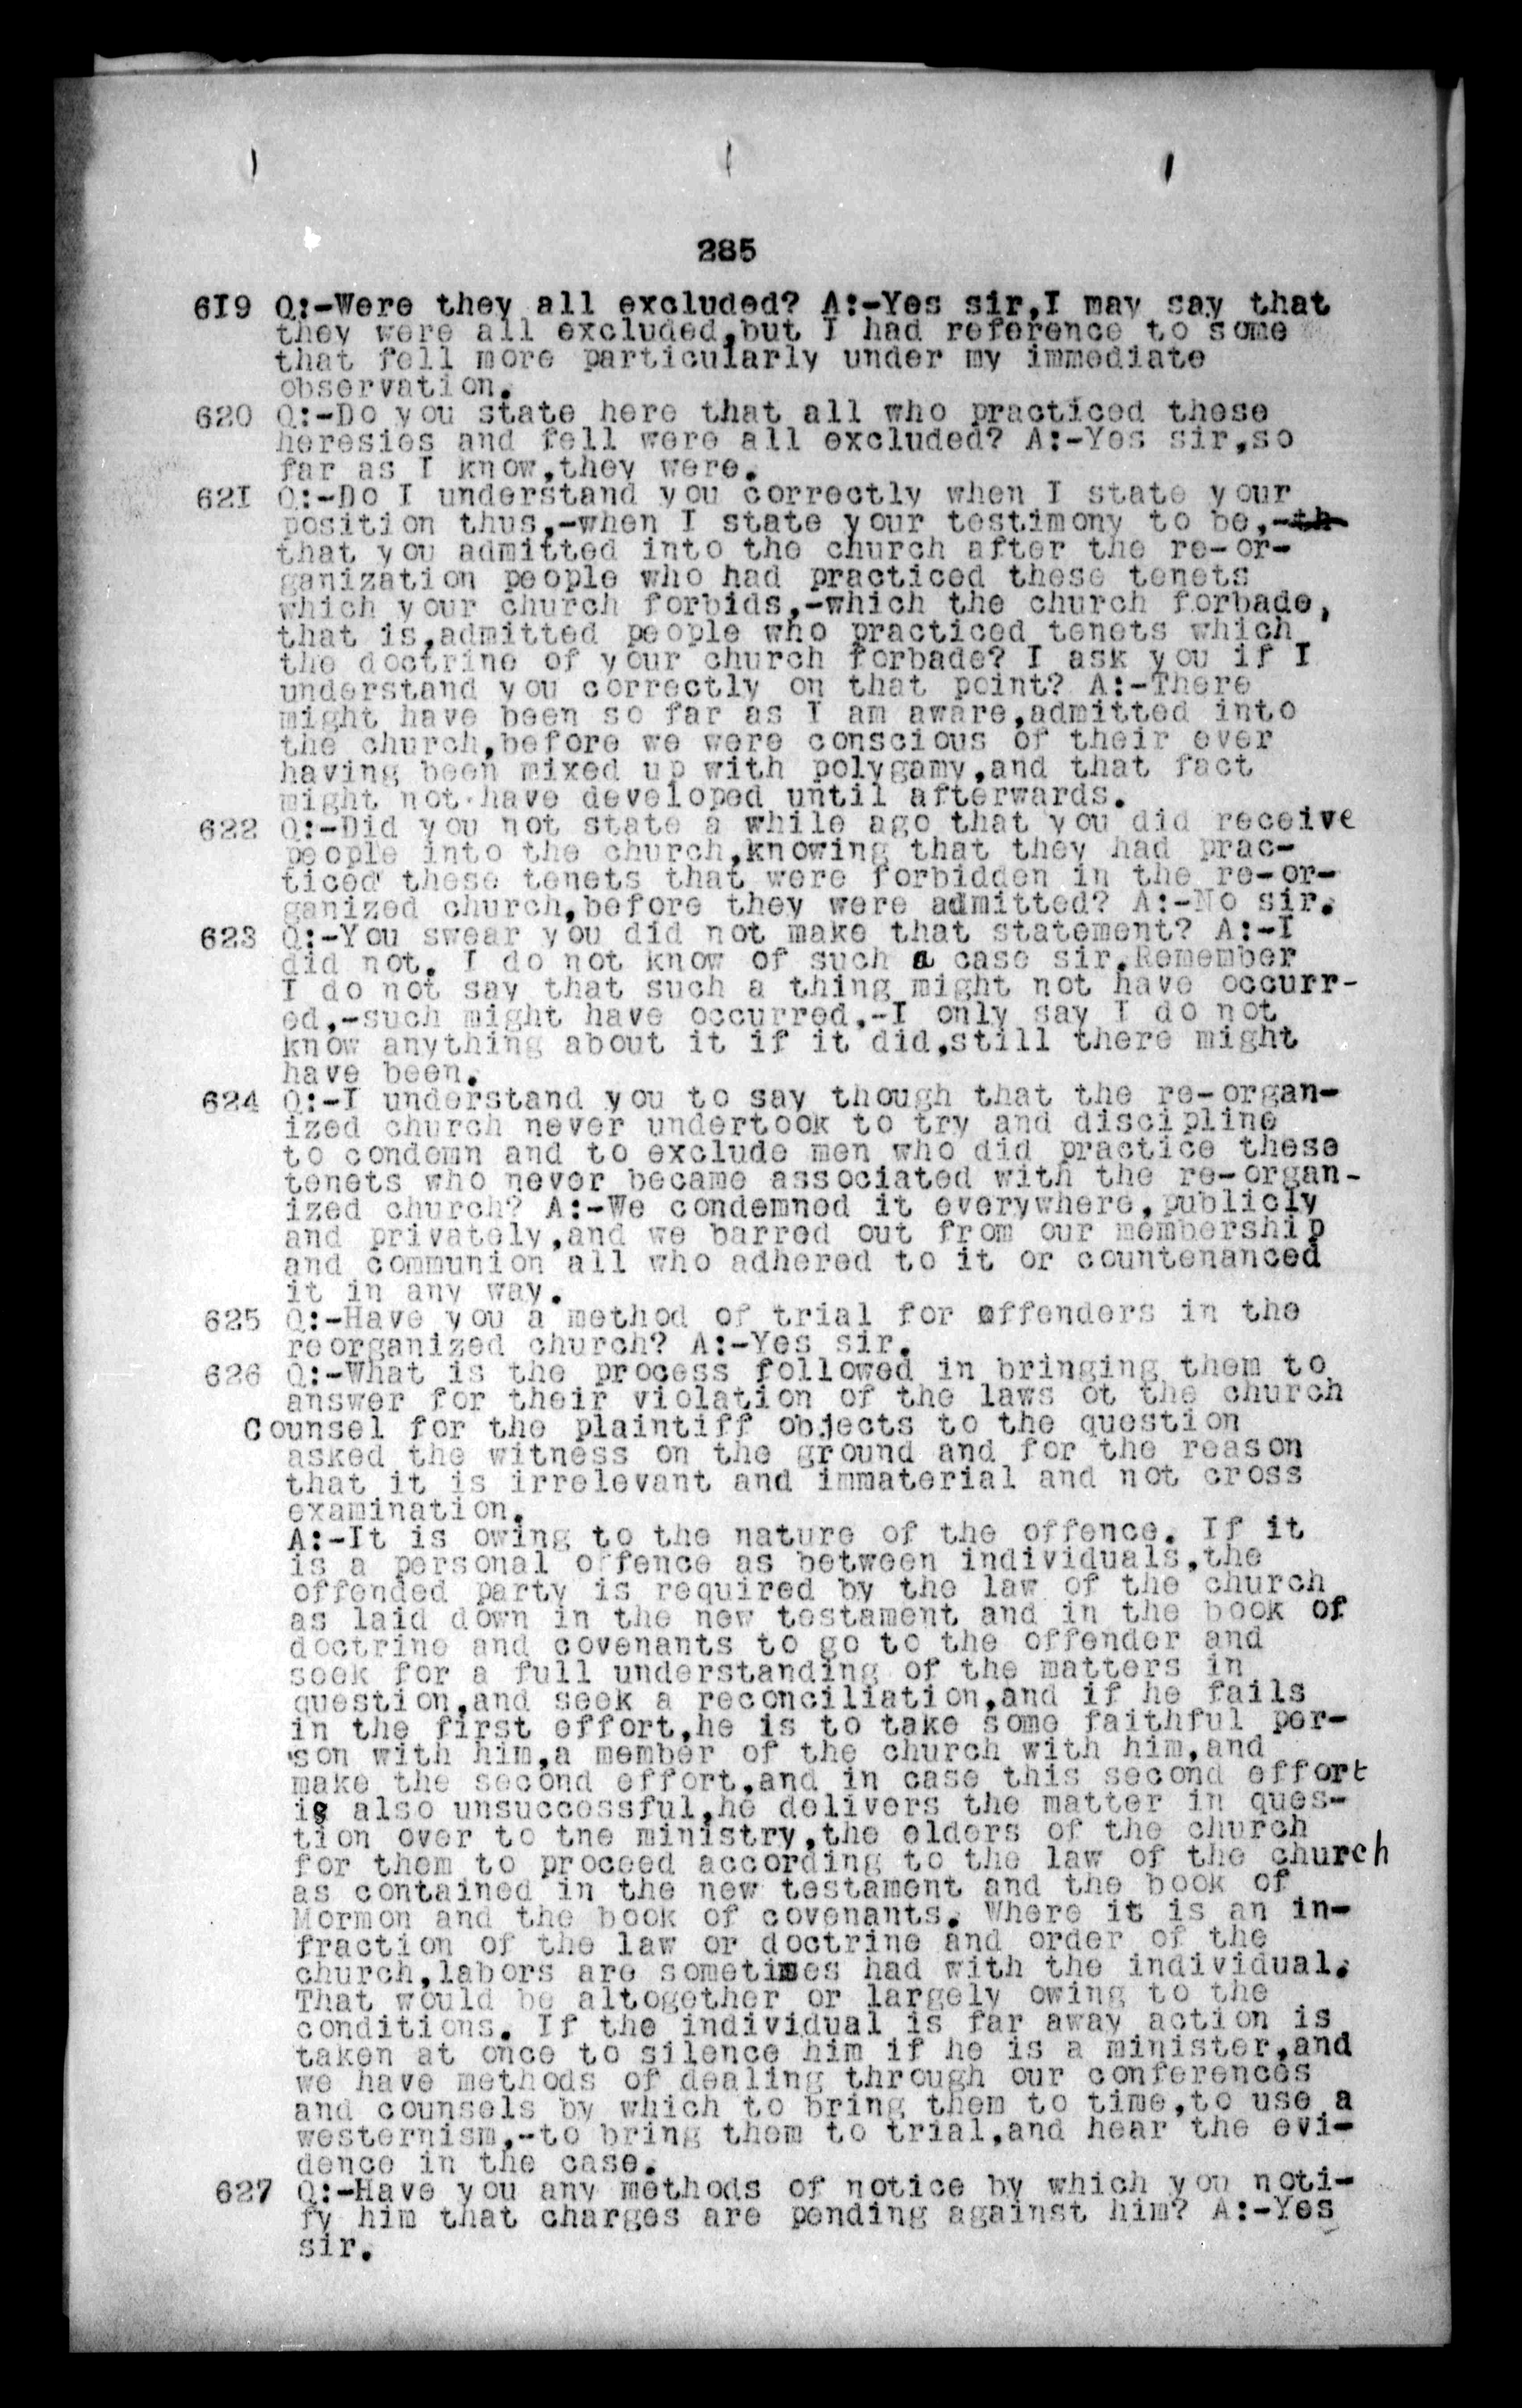 285
619 Q:-Were they all excluded? A:-Yes sir,I may say that
they were all excluded,but I had reference to some
that fell more particularly under my immediate
observation.
620 Q:-Do you state here that all who practiced these
heresies and fell were all excluded? A:-Yes sir,so
far as I know,they were.
621 Q:-Do I understand you correctly when I state your
position thus,-when I state your testimony to be,-th
that you admitted into the church after the re-or-
ganization people who had practiced these tenets
which your church forbids,-which the church forbade,
that is,admitted people who practiced tenets which
the doctrine of your church forbade? I ask you if I
understand you correctly on that point? A:-There
might have been so far as I am aware,admitted into
the church,before we were conscious of their ever
having been mixed up with polygamy,and that fact
might not have developed until afterwards.
622 Q:-Did you not state a while ago that you did receive
people into the church,knowing that they had prac-
ticed these tenets that were forbidden in the re-or-
ganized church,before they were admitted? A:-No sir.
623 Q:-You swear you did not make that statement? A:-I
did not. I do not know of such a case sir.Remember
I do not say that such a thing might not have occurr-
ed,-such might have occurred,-I only say I do not
know anything about it if it did,still there might
have been.
624 Q:-I understand you to say though that the re-organ-
ized church never undertook to try and discipline
to condemn and to exclude men who did practice these
tenets who never became associated with the re-organ-
ized church? A:-We condemned it everywhere,publicly
and privately,and we barred out from our membership
and communion all who adhered to it or countenanced
it in any way.
625 Q:-Have you a method of trial for offenders in the
reorganized church? A:-Yes sir.
626 Q:-What is the process followed in bringing them to
answer for their violation of the laws ot the church
Counsel for the plaintiff objects to the question
asked the witness on the ground and for the reason
that it is irrelevant and immaterial and not cross
examination.
A:-It is owing to the nature of the offence. If it
is a personal offence as between individuals,the
offended party is required by the law of the church
as laid down in the new testament and in the book of
doctrine and covenants to go to the offender and
seek for a full understanding of the matters in
question,and seek a reconciliation,and if he fails
in the first effort,he is to take some faithful per-
son with him,a member of the church with him,and
make the second effort,and in case this second effort
is also unsuccessful,he delivers the matter in ques-
tion over to tne ministry,the elders of the church
for them to proceed according to the law of the church
as contained in the new testament and the book of
Mormon and the book of covenants. Where it is an in-
fraction of the law or doctrine and order of the
church,labors are sometimes had with the individual.
That would be altogether or largely owing to the
conditions. If the individual is far away action is
taken at once to silence him if he is a minister,and
we have methods of dealing through our conferences
and counsels by which to bring them to time,to use a
westernism,-to bring them to trial,and hear the evi-
dence in the case.
627 Q:-Have you any methods of notice by which you noti-
fy him that charges are pending against him? A:-Yes
sir.